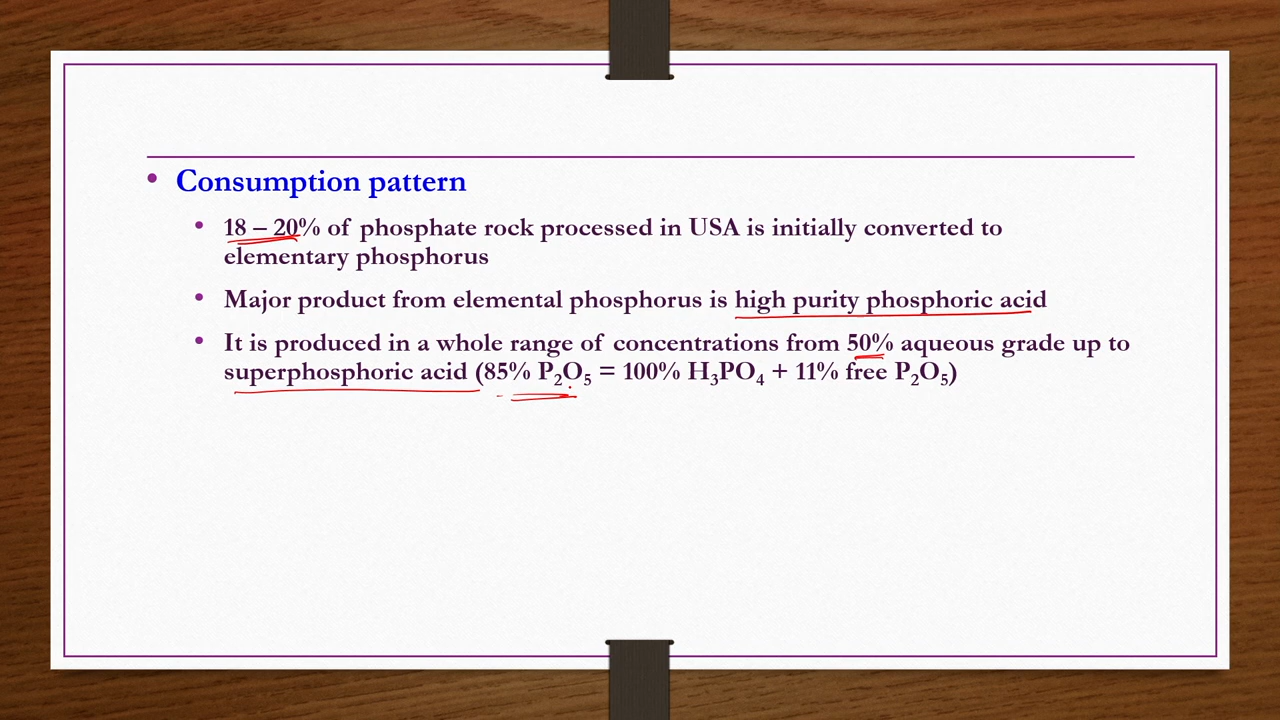 • Consumption pattern
• 18 – 20% of phosphate rock processed in USA is initially converted to
elementary phosphorus
• Major product from elemental phosphorus is high purity phosphoric acid
• It is produced in a whole range of concentrations from 50% aqueous grade up to
superphosphoric acid (85% P₂O₅ = 100% H₃PO₄ + 11% free P₂O₅)